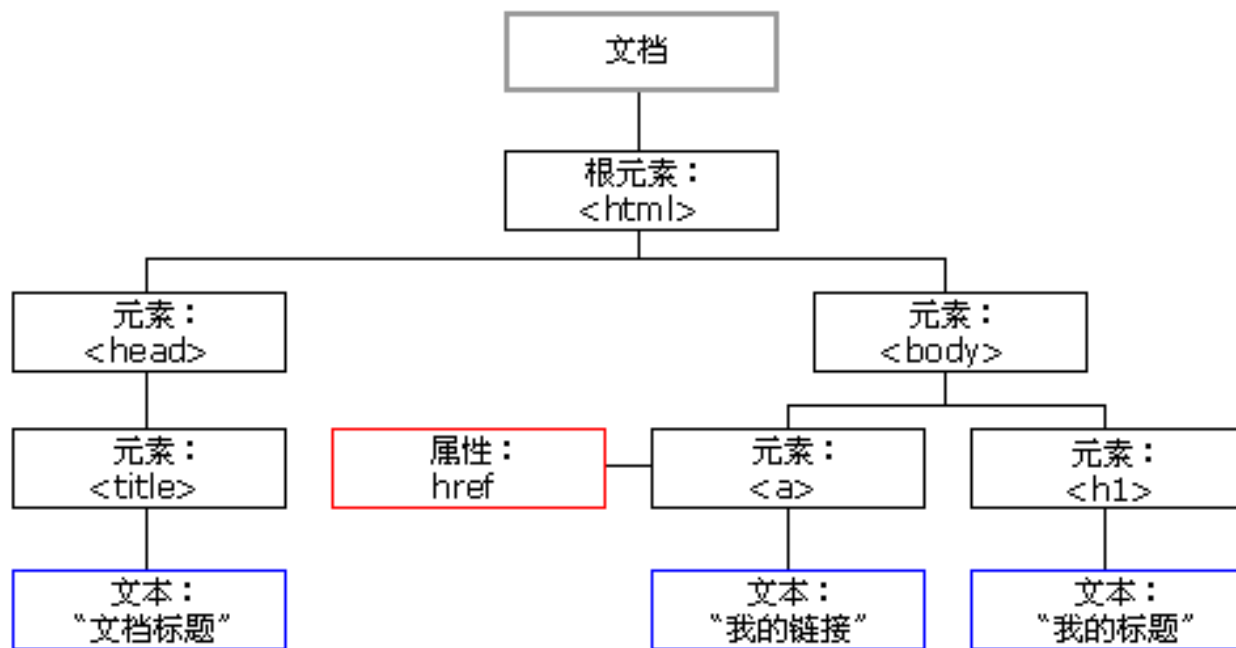 文档
根元素：
<html>
元素：
<head>
元素：
<body>
元素：
<title>
属性：
href
元素：
<a>
元素：
<h1>
文本：
“文档标题”
文本：
“我的链接”
文本：
“我的标题”